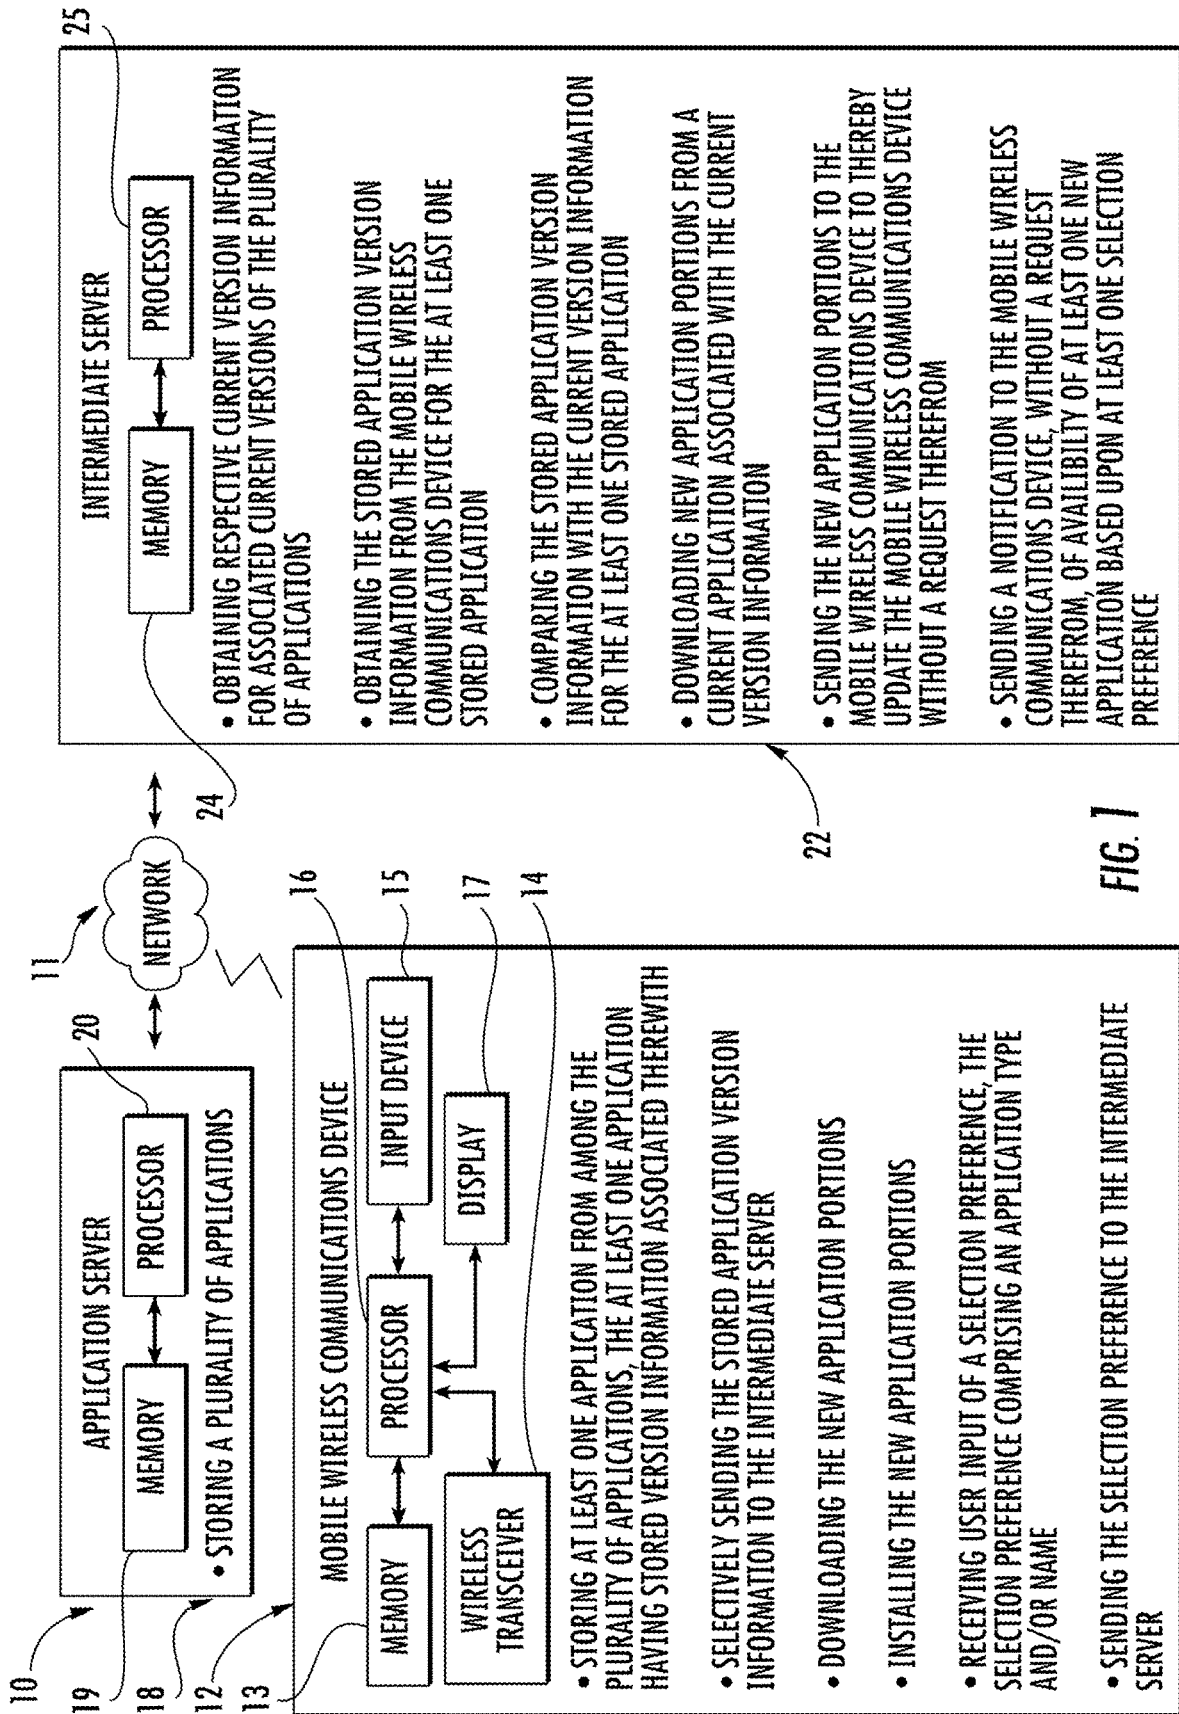 10
11
APPLICATION SERVER
20
19
MEMORY
PROCESSOR
18
• STORING A PLURALITY OF APPLICATIONS
NETWORK
12
MOBILE WIRELESS COMMUNICATIONS DEVICE
13
MEMORY
PROCESSOR
16
INPUT DEVICE
15
WIRELESS
TRANSCEIVER
DISPLAY
17
14
• STORING AT LEAST ONE APPLICATION FROM AMONG THE
PLURALITY OF APPLICATIONS, THE AT LEAST ONE APPLICATION
HAVING STORED VERSION INFORMATION ASSOCIATED THEREWITH
• SELECTIVELY SENDING THE STORED APPLICATION VERSION
INFORMATION TO THE INTERMEDIATE SERVER
• DOWNLOADING THE NEW APPLICATION PORTIONS
• INSTALLING THE NEW APPLICATION PORTIONS
• RECEIVING USER INPUT OF A SELECTION PREFERENCE, THE
SELECTION PREFERENCE COMPRISING AN APPLICATION TYPE
AND/OR NAME
• SENDING THE SELECTION PREFERENCE TO THE INTERMEDIATE
SERVER
INTERMEDIATE SERVER
24
MEMORY
PROCESSOR
25
• OBTAINING RESPECTIVE CURRENT VERSION INFORMATION
FOR ASSOCIATED CURRENT VERSIONS OF THE PLURALITY
OF APPLICATIONS
• OBTAINING THE STORED APPLICATION VERSION
INFORMATION FROM THE MOBILE WIRELESS
COMMUNICATIONS DEVICE FOR THE AT LEAST ONE
STORED APPLICATION
• COMPARING THE STORED APPLICATION VERSION
INFORMATION WITH THE CURRENT VERSION INFORMATION
FOR THE AT LEAST ONE STORED APPLICATION
• DOWNLOADING NEW APPLICATION PORTIONS FROM A
CURRENT APPLICATION ASSOCIATED WITH THE CURRENT
VERSION INFORMATION
• SENDING THE NEW APPLICATION PORTIONS TO THE
MOBILE WIRELESS COMMUNICATIONS DEVICE TO THEREBY
UPDATE THE MOBILE WIRELESS COMMUNICATIONS DEVICE
WITHOUT A REQUEST THEREFROM
• SENDING A NOTIFICATION TO THE MOBILE WIRELESS
COMMUNICATIONS DEVICE, WITHOUT A REQUEST
THEREFROM, OF AVAILIBILTY OF AT LEAST ONE NEW
APPLICATION BASED UPON AT LEAST ONE SELECTION
PREFERENCE
22
FIG. 1